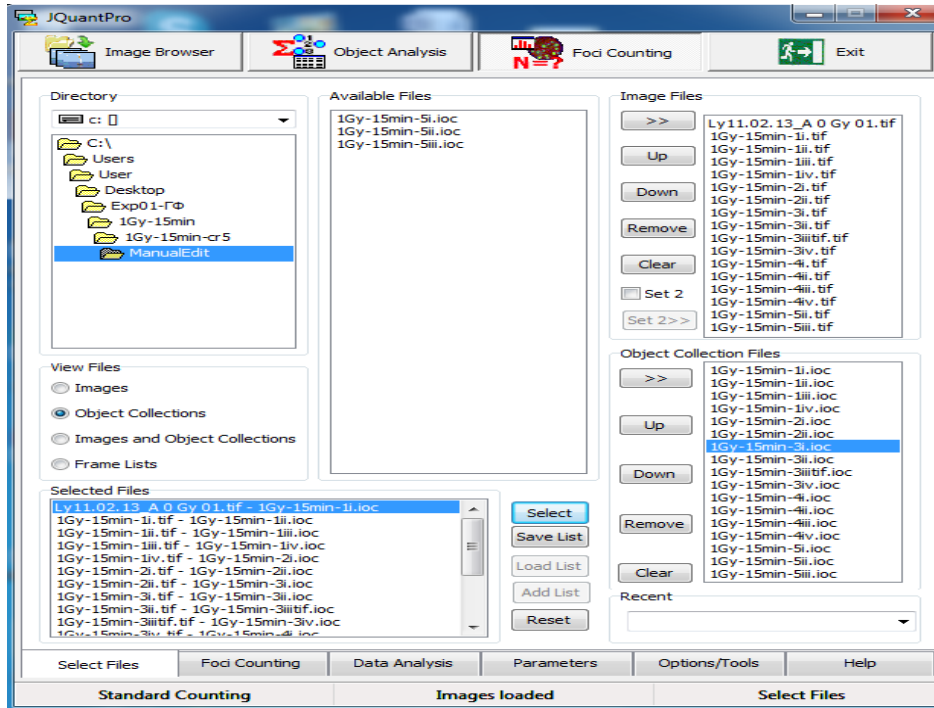 JQuantPro
Image Browser
Object Analysis
N=?
Foci Counting
Exit
Directory
c: []
C:\
Users
User
Desktop
Exp01-ГФ
1Gy-15min
1Gy-15min-cr5
ManualEdit
Available Files
1Gy-15min-5i.ioc
1Gy-15min-5ii.ioc
1Gy-15min-5iii.ioc
Image Files
>>
Up
Down
Remove
Clear
Set 2
Set 2>>
Ly11.02.13_A 0 Gy 01.tif
1Gy-15min-1i.tif
1Gy-15min-1ii.tif
1Gy-15min-1iii.tif
1Gy-15min-1iv.tif
1Gy-15min-2i.tif
1Gy-15min-2ii.tif
1Gy-15min-3i.tif
1Gy-15min-3ii.tif
1Gy-15min-3iiitif.tif
1Gy-15min-3iv.tif
1Gy-15min-4i.tif
1Gy-15min-4ii.tif
1Gy-15min-4iii.tif
1Gy-15min-4iv.tif
1Gy-15min-5ii.tif
1Gy-15min-5iii.tif
View Files
Images
Object Collections
Images and Object Collections
Frame Lists
Object Collection Files
>>
Up
Down
Remove
Clear
1Gy-15min-1i.ioc
1Gy-15min-1ii.ioc
1Gy-15min-1iii.ioc
1Gy-15min-1iv.ioc
1Gy-15min-2i.ioc
1Gy-15min-2ii.ioc
1Gy-15min-3i.ioc
1Gy-15min-3ii.ioc
1Gy-15min-3iiitif.ioc
1Gy-15min-3iv.ioc
1Gy-15min-4i.ioc
1Gy-15min-4ii.ioc
1Gy-15min-4iii.ioc
1Gy-15min-4iv.ioc
1Gy-15min-5i.ioc
1Gy-15min-5ii.ioc
1Gy-15min-5iii.ioc
Selected Files
Ly11.02.13_A 0 Gy 01.tif - 1Gy-15min-1i.ioc
1Gy-15min-1i.tif - 1Gy-15min-1ii.ioc
1Gy-15min-1ii.tif - 1Gy-15min-1iii.ioc
1Gy-15min-1iii.tif - 1Gy-15min-1iv.ioc
1Gy-15min-1iv.tif - 1Gy-15min-2i.ioc
1Gy-15min-2i.tif - 1Gy-15min-2ii.ioc
1Gy-15min-2ii.tif - 1Gy-15min-3i.ioc
1Gy-15min-3i.tif - 1Gy-15min-3ii.ioc
1Gy-15min-3ii.tif - 1Gy-15min-3iiitif.ioc
1Gy-15min-3iiitif.tif - 1Gy-15min-3iv.ioc
1Gy-15min-3iv.tif - 1Gy-15min-4i.ioc
Select
Save List
Load List
Add List
Reset
Recent
Select Files
Foci Counting
Data Analysis
Parameters
Options/Tools
Help
Standard Counting
Images loaded
Select Files